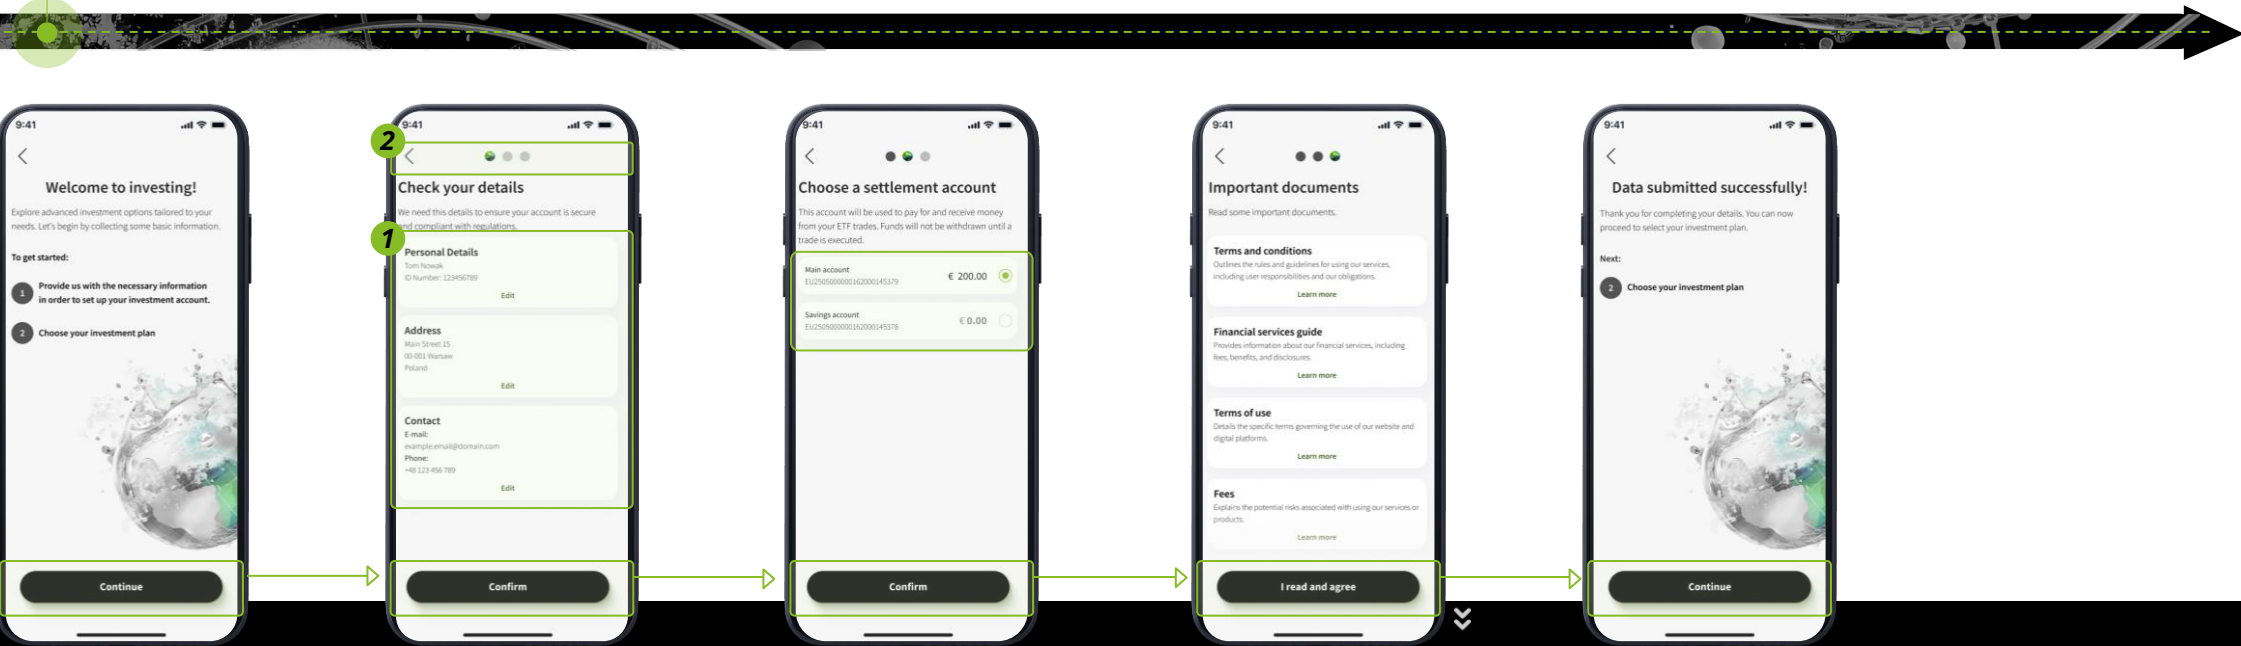 9:41
Welcome to investing!
Explore advanced investment options tailored to your
needs. Let's begin by collecting some basic information.
To get started:
1 Provide us with the necessary information
in order to set up your investment account.
2 Choose your investment plan
Continue
2
9:41
Check your details
We need this details to ensure your account is secure
and compliant with regulations.
1
Personal Details
Tom Nowak
ID Number: 123456789
Edit
Address
Main Street 15
00-001 Warsaw
Poland
Edit
Contact
E-mail:
example.email@domain.com
Phone:
+48 123 456 789
Edit
Confirm
9:41
Choose a settlement account
This account will be used to pay for and receive money
from your ETF trades. Funds will not be withdrawn until a
trade is executed.
Main account
EU2505000000162000145379
€ 200.00
Savings account
EU2505000000162000145376
€ 0.00
Confirm
9:41
Important documents
Read some important documents.
Terms and conditions
Outlines the rules and guidelines for using our services,
including user responsibilities and our obligations.
Learn more
Financial services guide
Provides information about our financial services, including
fees, benefits, and disclosures.
Learn more
Terms of use
Details the specific terms governing the use of our website and
digital platforms.
Learn more
Fees
Explains the potential risks associated with using our services or
products.
Learn more
I read and agree
9:41
Data submitted successfully!
Thank you for completing your details. You can now
proceed to select your investment plan.
Next:
2 Choose your investment plan
Continue